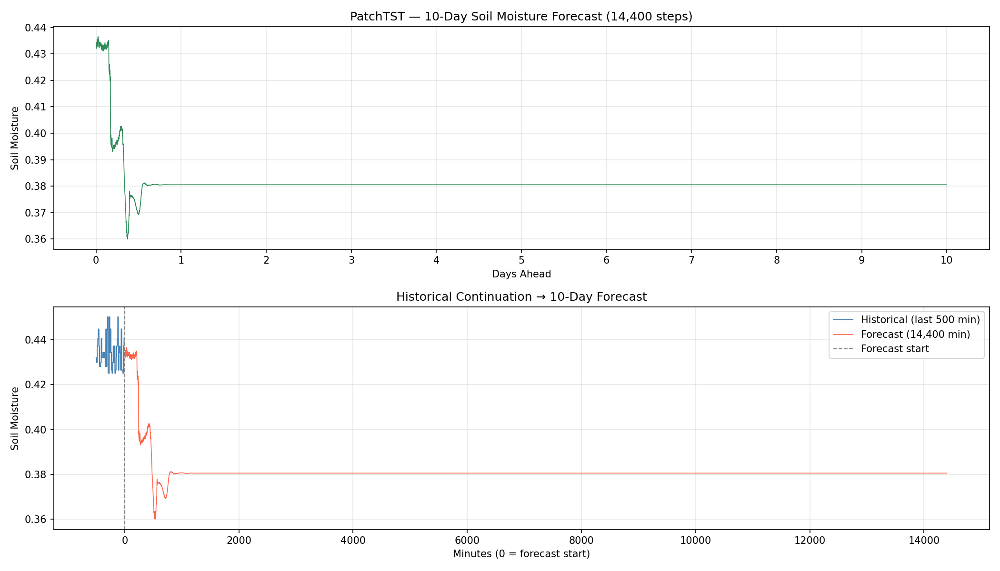 PatchTST — 10-Day Soil Moisture Forecast (14,400 steps)
Soil Moisture
0.44
0.43
0.42
0.41
0.40
0.39
0.38
0.37
0.36
0 1 2 3 4 5 6 7 8 9 10
Days Ahead
Historical Continuation → 10-Day Forecast
Soil Moisture
0.44
0.42
0.40
0.38
0.36
Historical (last 500 min)
Forecast (14,400 min)
Forecast start
0 2000 4000 6000 8000 10000 12000 14000
Minutes (0 = forecast start)